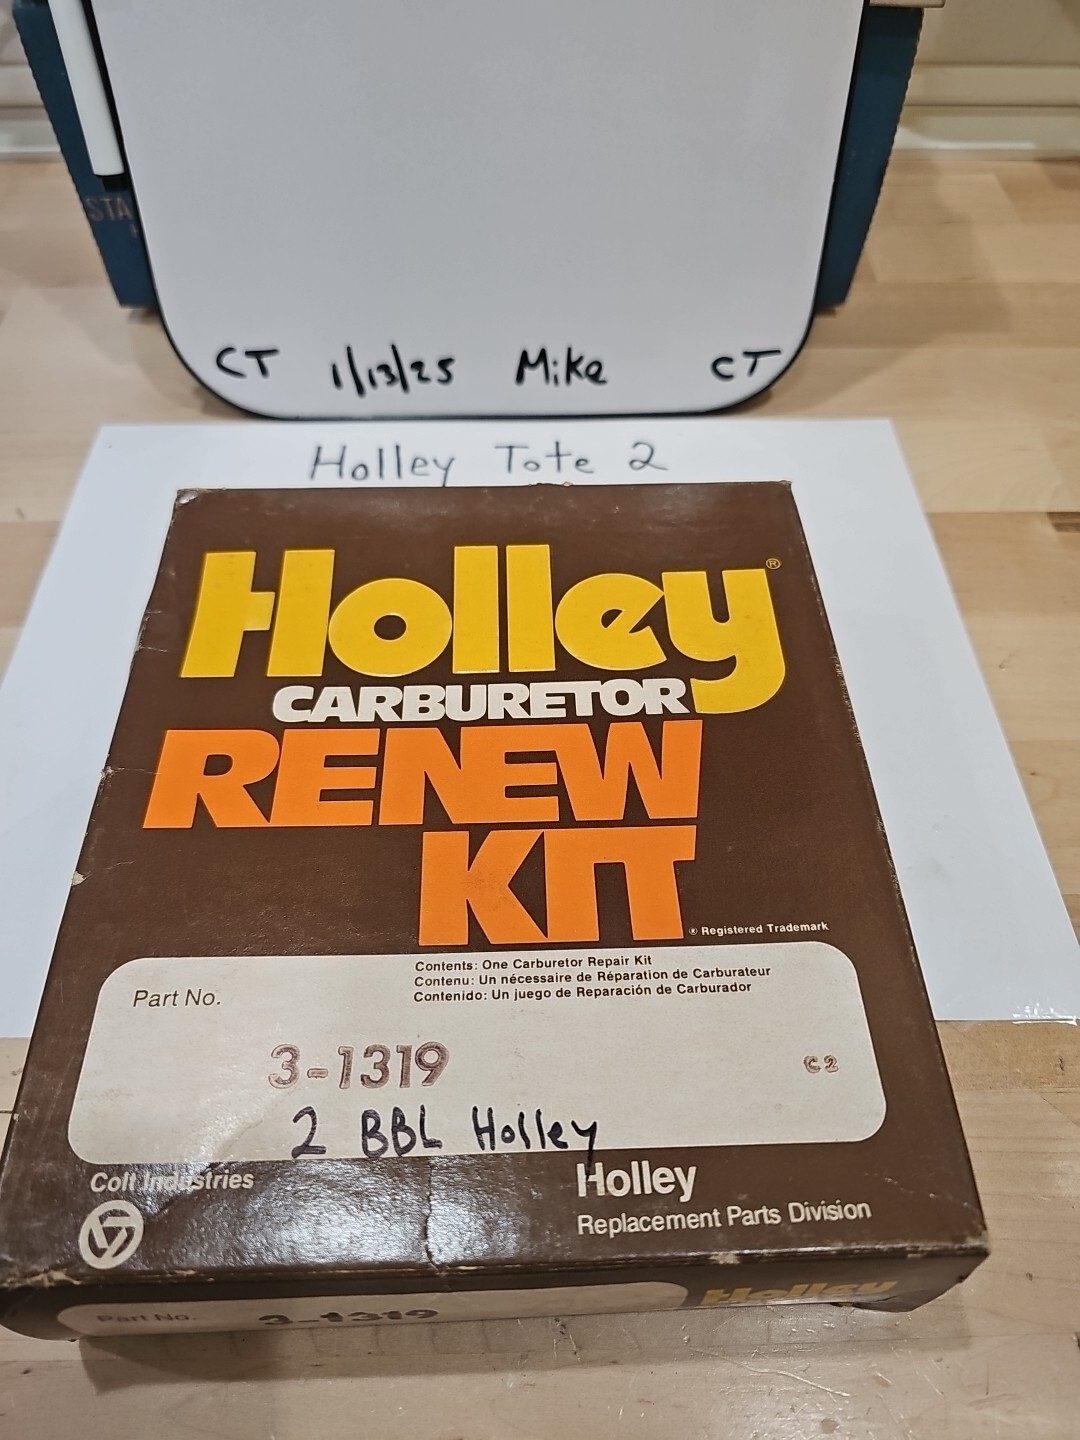 STA
CT 1/13/25 Mike CT
Holley Tote 2
Holley®
CARBURETOR
RENEW
KIT
® Registered Trademark
Contents: One Carburetor Repair Kit
Contenu: Un nécessaire de Réparation de Carburateur
Contenido: Un juego de Reparación de Carburador
Part No.
3-1319 C2
2 BBL Holley
Colt Industries
Holley
Replacement Parts Division
Part No. 3-1319 Holley